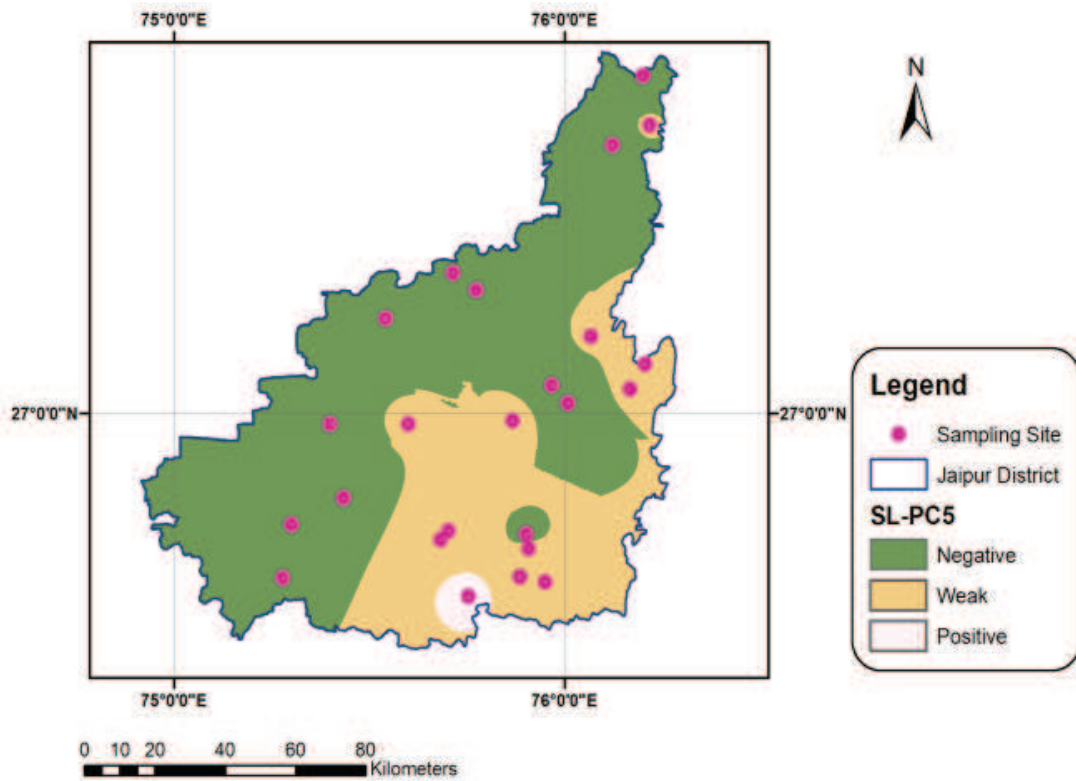 75°0'0"E 76°0'0"E
N
27°0'0"N 27°0'0"N
Legend
Sampling Site
Jaipur District
SL-PC5
Negative
Weak
Positive
75°0'0"E 76°0'0"E
0 10 20 40 60 80
Kilometers